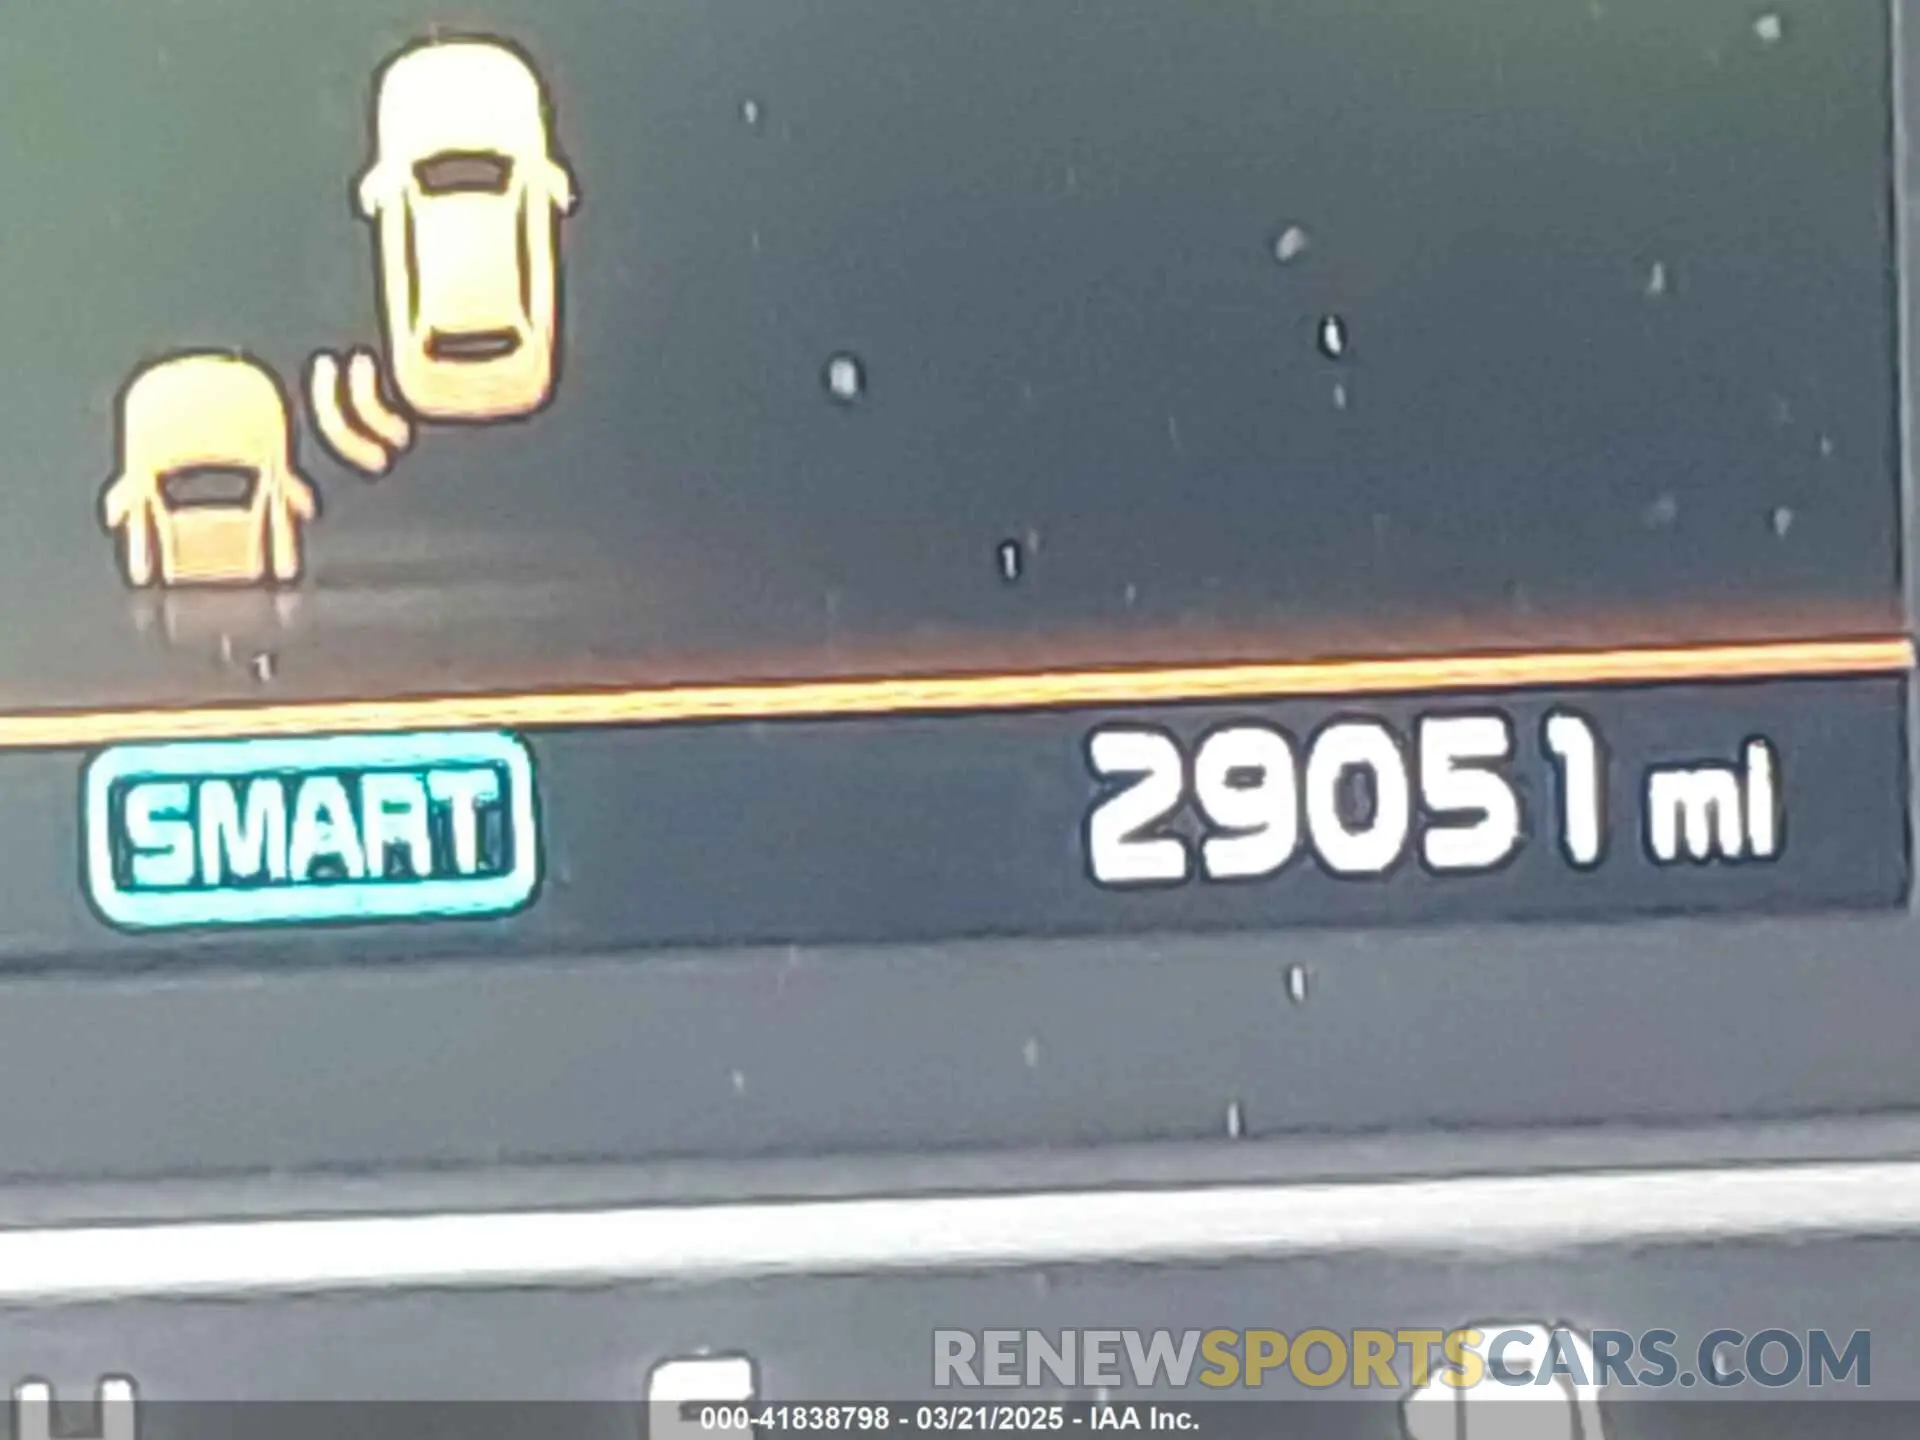 SMART
29051 mi
RENEWSPORTSCARS.COM
000-41838798 - 03/21/2025 - IAA Inc.